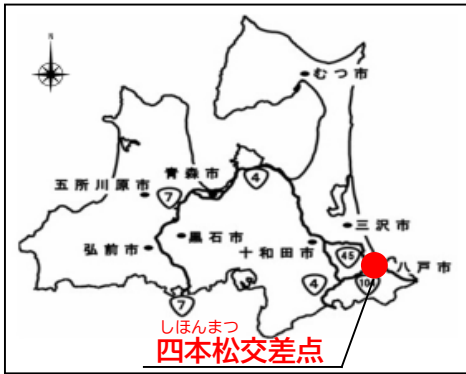 N
むつ市
青森市
4
五所川原市
7
三沢市
黒石市
十和田市
弘前市
45
八戸市
4
104
7
しほんまつ
四本松交差点